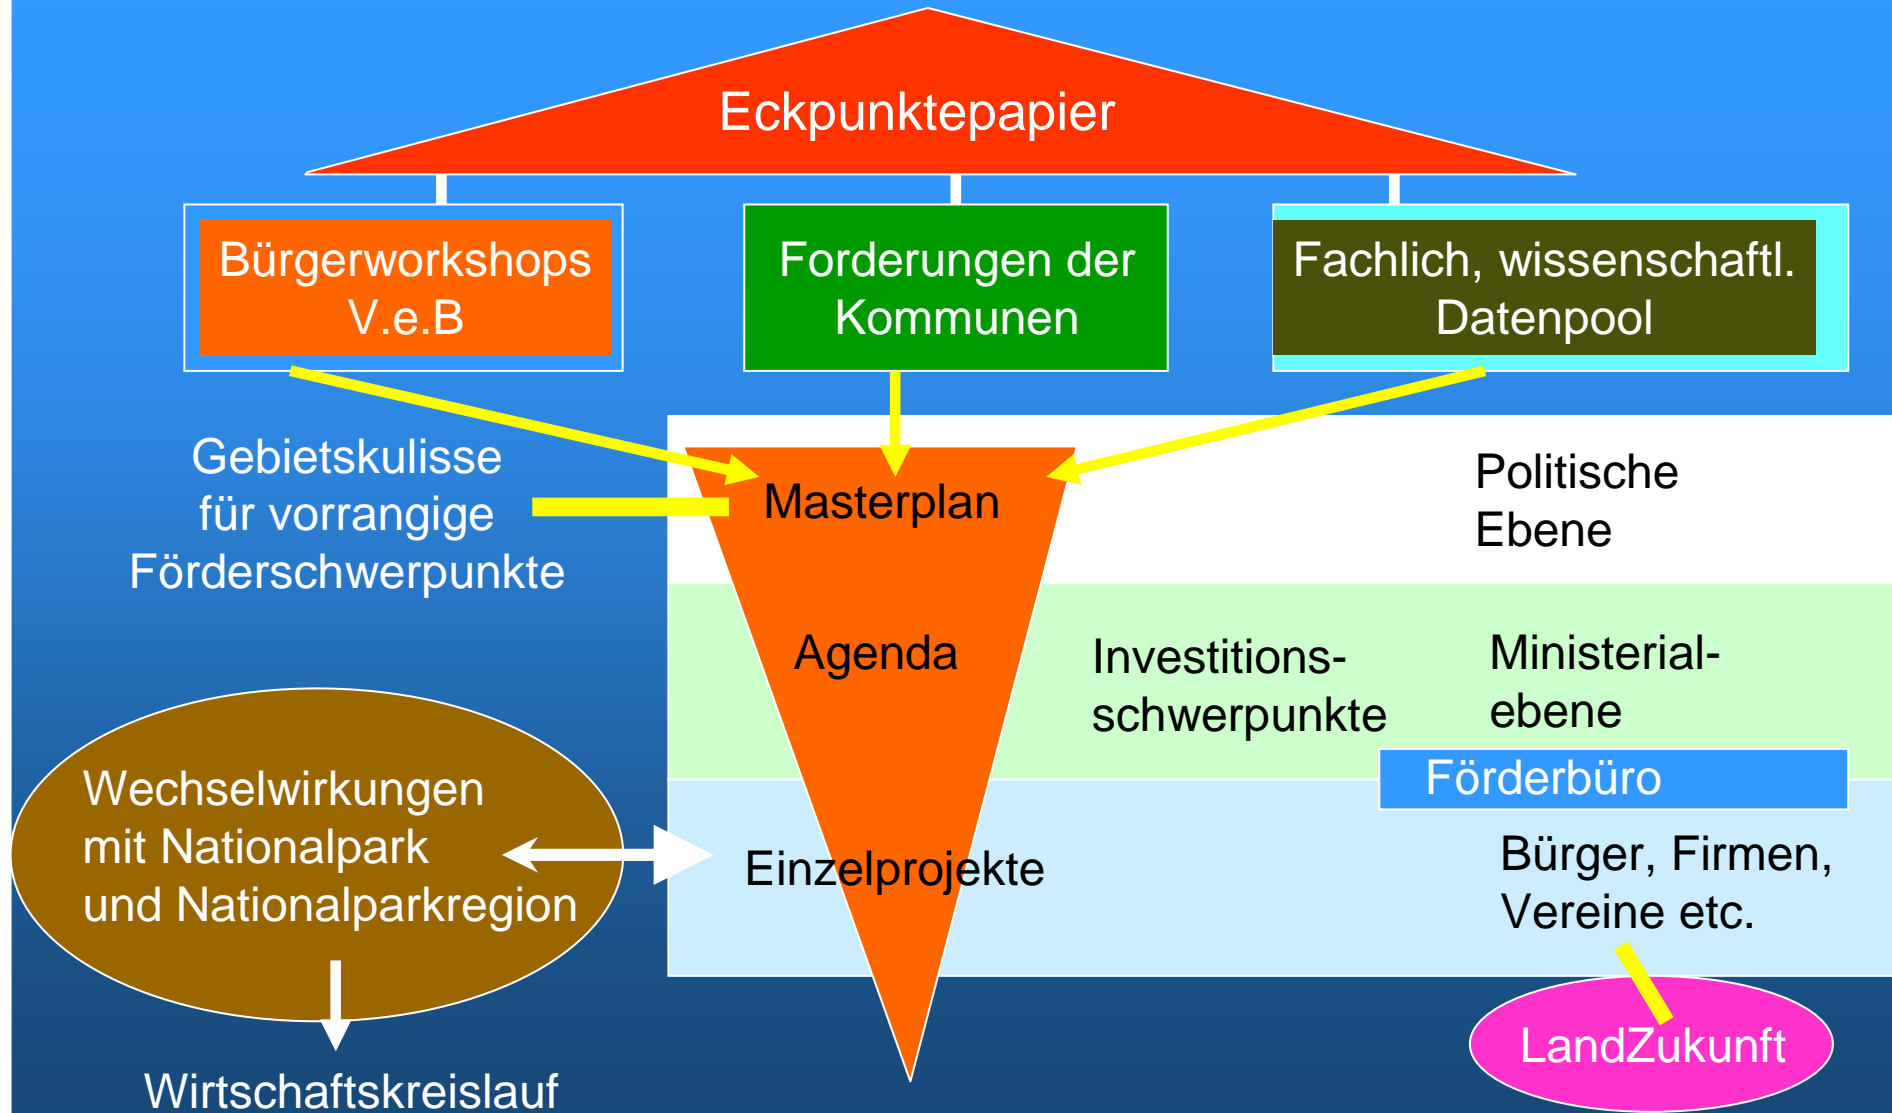 Eckpunktepapier
Bürgerworkshops
V.e.B
Forderungen der
Kommunen
Fachlich, wissenschaftl.
Datenpool
Gebietskulisse
für vorrangige
Förderschwerpunkte
Masterplan
Politische
Ebene
Agenda
Investitions-
schwerpunkte
Ministerial-
ebene
Förderbüro
Wechselwirkungen
mit Nationalpark
und Nationalparkregion
Einzelprojekte
Bürger, Firmen,
Vereine etc.
LandZukunft
Wirtschaftskreislauf